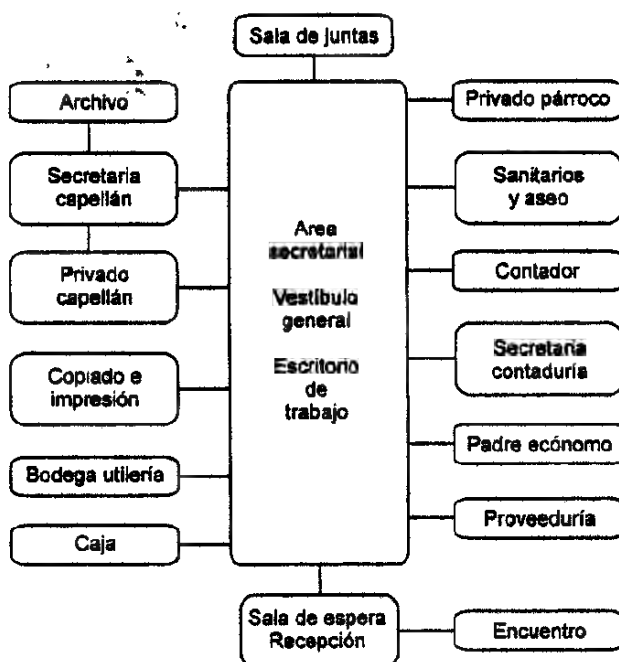 Sala de juntas
Archivo
Secretaria
capellán
Privado
capellán
Copiado e
impresión
Bodega utilería
Caja
Area
secretarial
Vestíbulo
general
Escritorio
de
trabajo
Privado párroco
Sanitarios
y aseo
Contador
Secretaria
contaduría
Padre ecónomo
Proveeduría
Sala de espera
Recepción
Encuentro